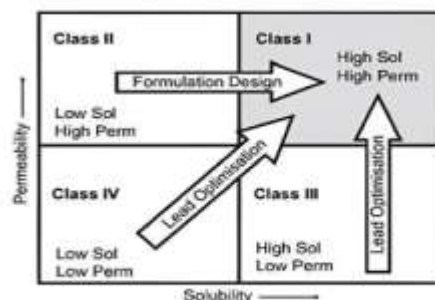 Class II
Class I
High Sol
High Perm
Formulation Design
Low Sol
High Perm
Permeability
Class IV
Class III
Lead Optimisation
Lead Optimisation
Low Sol
Low Perm
High Sol
Low Perm
Solubility